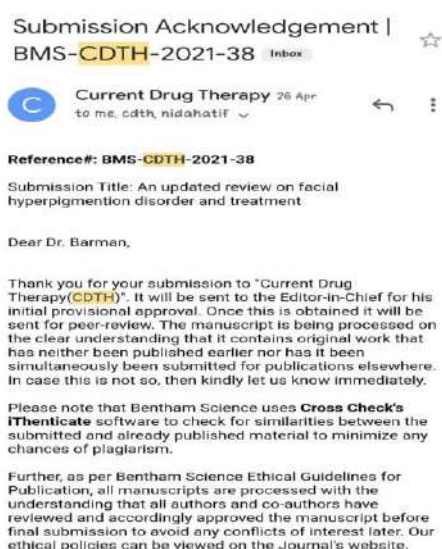 Submission Acknowledgement |
BMS-CDTH-2021-38 Inbox
C
Current Drug Therapy 26 Apr
to me, cdth, nidahatif
Reference#: BMS-CDTH-2021-38
Submission Title: An updated review on facial
hyperpigmention disorder and treatment
Dear Dr. Barman,
Thank you for your submission to "Current Drug
Therapy(CDTH)". It will be sent to the Editor-in-Chief for his
initial provisional approval. Once this is obtained it will be
sent for peer-review. The manuscript is being processed on
the clear understanding that it contains original work that
has neither been published earlier nor has it been
simultaneously been submitted for publications elsewhere.
In case this is not so, then kindly let us know immediately.
Please note that Bentham Science uses Cross Check's
iThenticate software to check for similarities between the
submitted and already published material to minimize any
chances of plagiarism.
Further, as per Bentham Science Ethical Guidelines for
Publication, all manuscripts are processed with the
understanding that all authors and co-authors have
reviewed and accordingly approved the manuscript before
final submission to avoid any conflicts of interest later. Our
ethical policies can be viewed on the Journal's website.